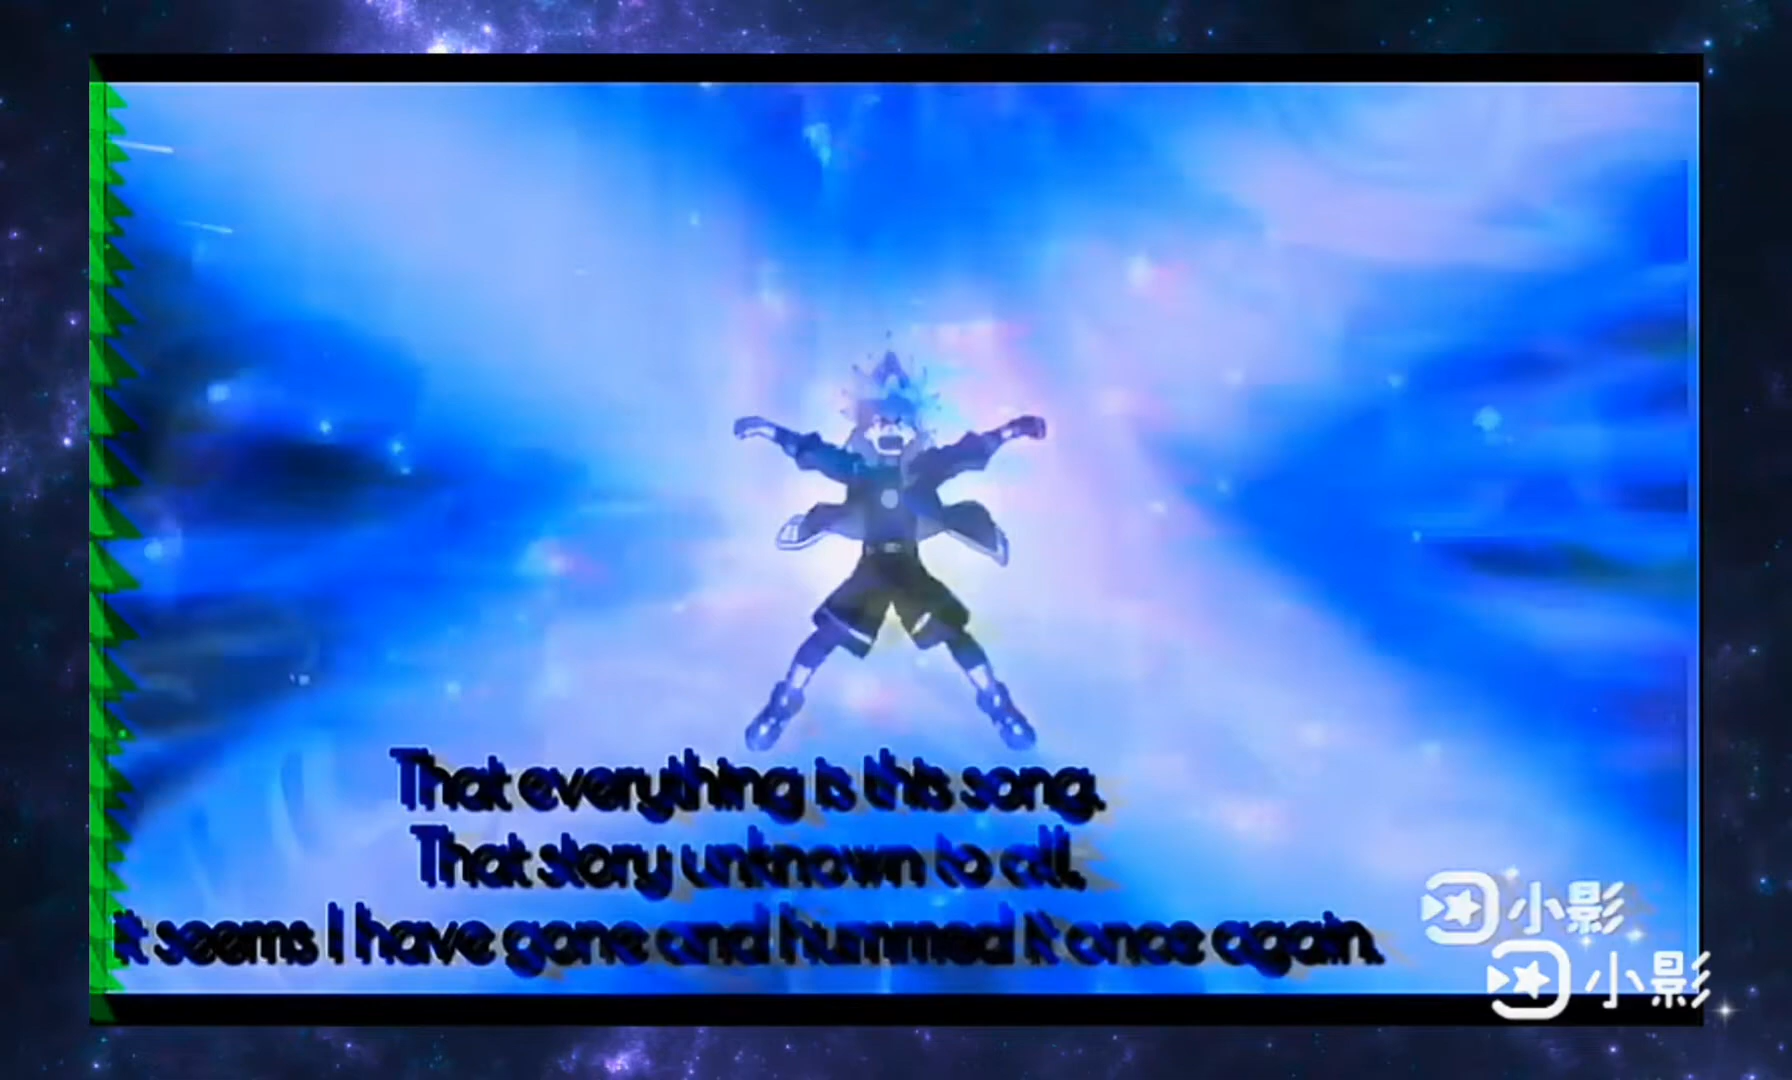 That everything is this song.
That story unknown to all,
It seems I have gone and hummed it once again.
小影
小影